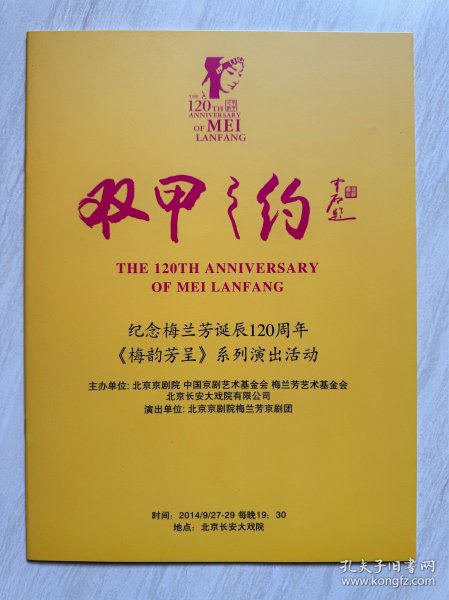 THE
120TH
ANNIVERSARY
OF MEI
LANFANG
双甲之约
THE 120TH ANNIVERSARY
OF MEI LANFANG
纪念梅兰芳诞辰120周年
《梅韵芳呈》系列演出活动
主办单位: 北京京剧院 中国京剧艺术基金会 梅兰芳艺术基金会
北京长安大戏院有限公司
演出单位: 北京京剧院梅兰芳京剧团
时间: 2014/9/27-29 每晚19: 30
地点: 北京长安大戏院
孔夫子旧书网
www.kongfz.com